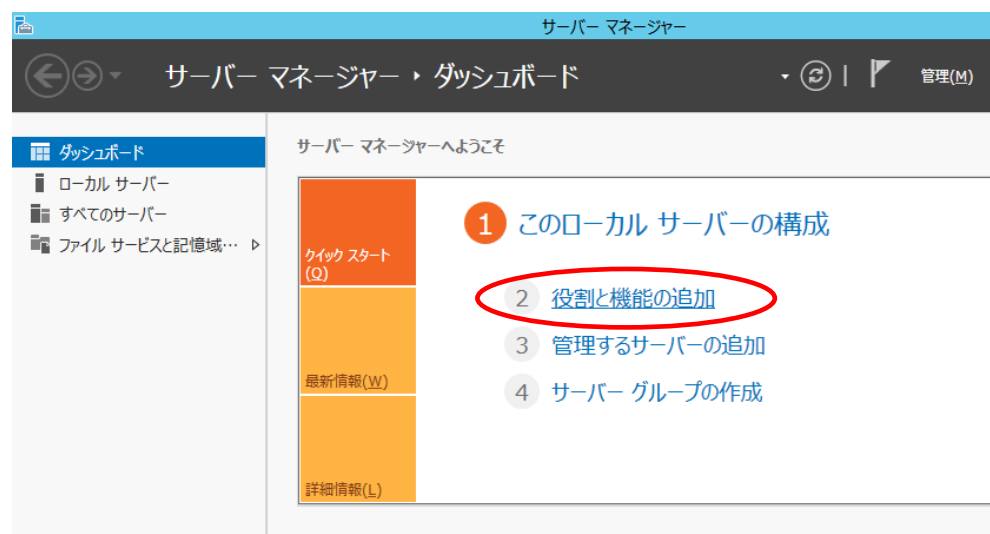 サーバー マネージャー
サーバー マネージャー ・ ダッシュボード
管理(M)
ダッシュボード
ローカル サーバー
すべてのサーバー
ファイル サービスと記憶域…
サーバー マネージャーへようこそ
クイック スタート
(Q)
最新情報(W)
詳細情報(L)
1 このローカル サーバーの構成
2 役割と機能の追加
3 管理するサーバーの追加
4 サーバー グループの作成